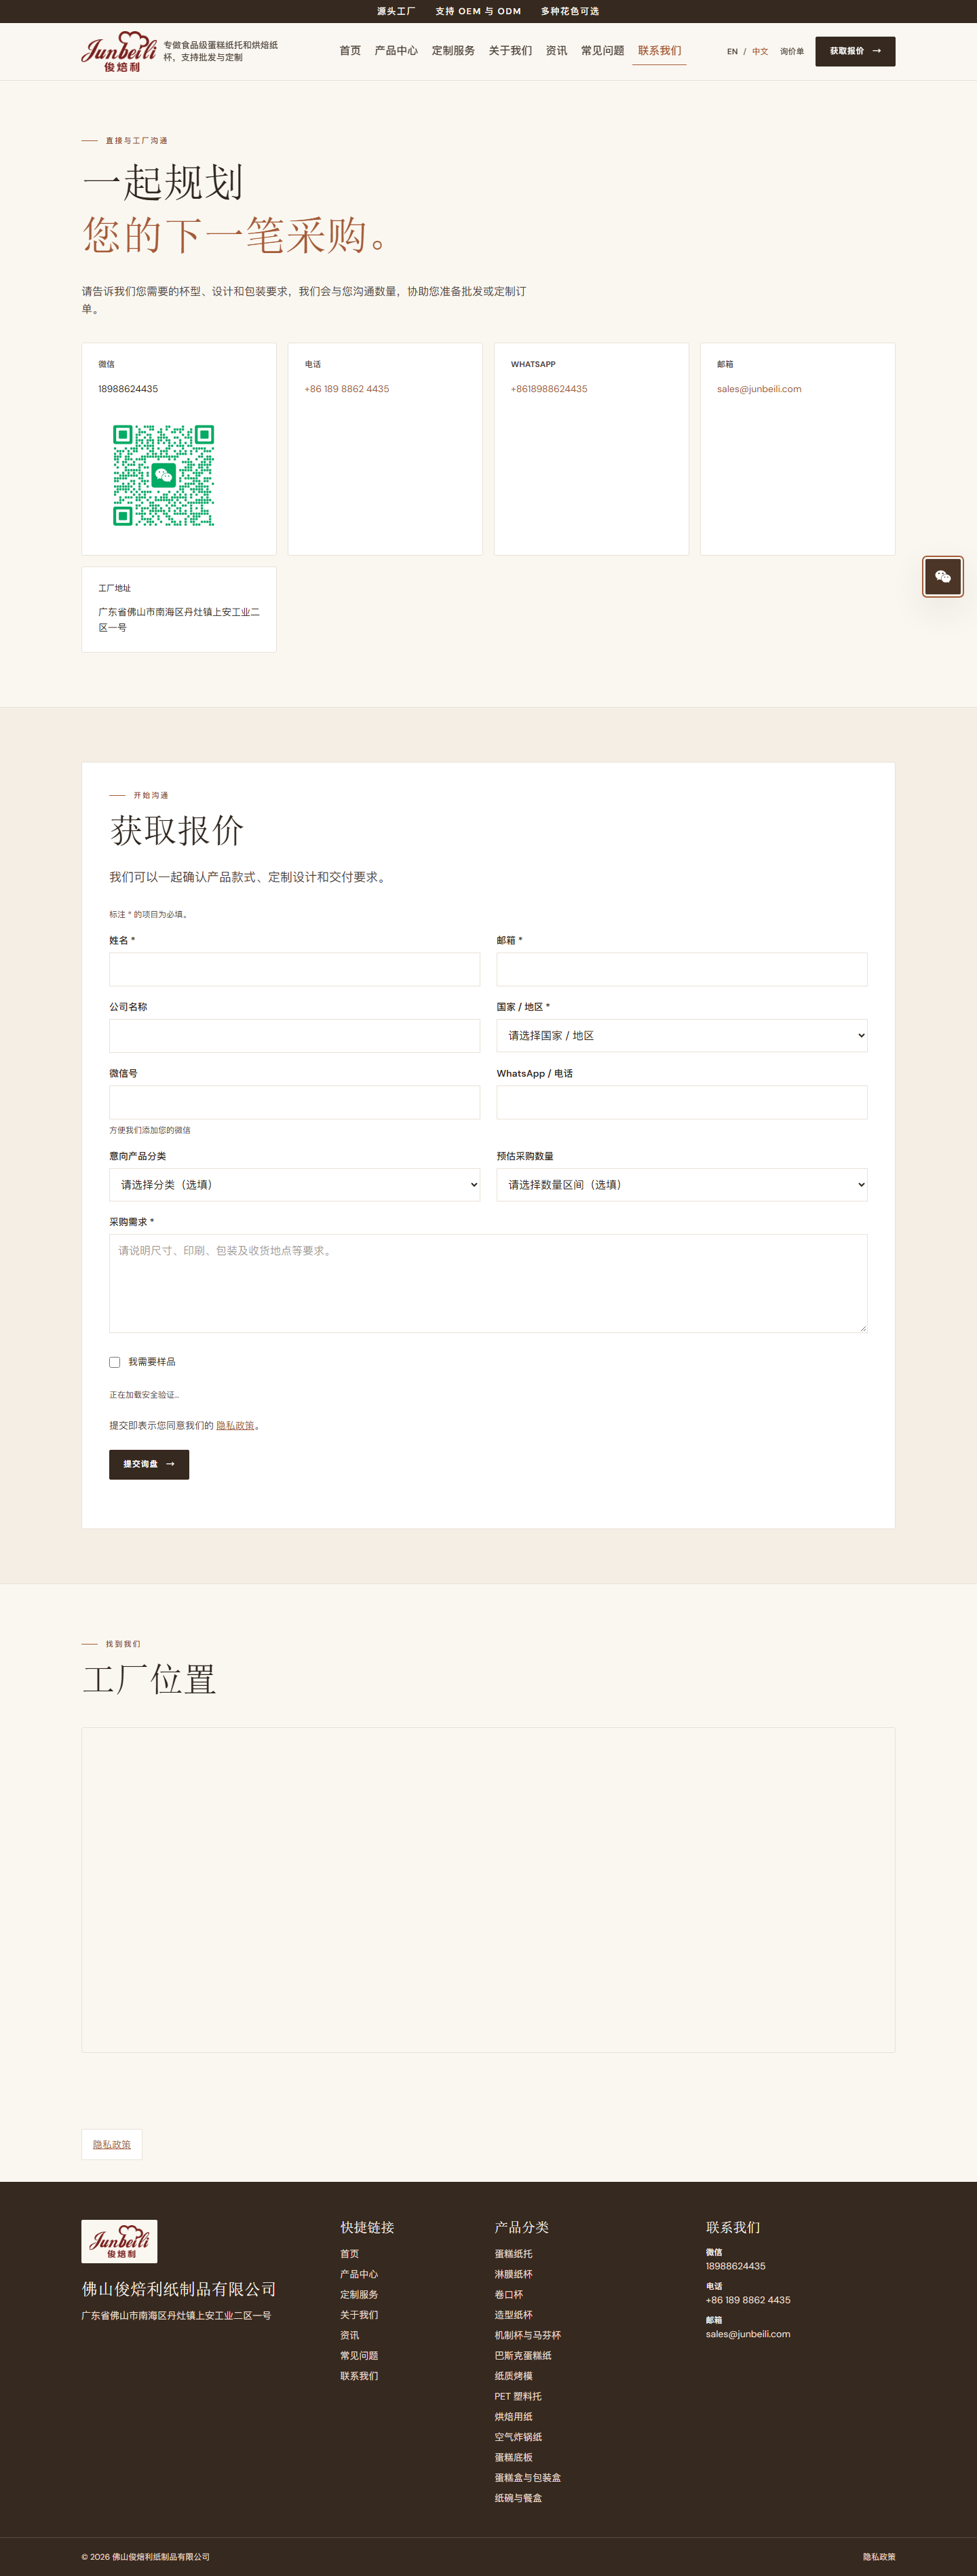 源头工厂 支持 OEM 与 ODM 多种花色可选
Junbeili
俊焙利
专做食品级蛋糕纸托和烘焙纸
杯，支持批发与定制
首页 产品中心 定制服务 关于我们 资讯 常见问题 联系我们
EN / 中文 询价单 获取报价 →
直接与工厂沟通
一起规划
您的下一笔采购。
请告诉我们您需要的杯型、设计和包装要求，我们会与您沟通数量，协助您准备批发或定制订
单。
微信
18988624435
电话
+86 189 8862 4435
WHATSAPP
+8618988624435
邮箱
sales@junbeili.com
工厂地址
广东省佛山市南海区丹灶镇上安工业二
区一号
开始沟通
获取报价
我们可以一起确认产品款式、定制设计和交付要求。
标注 * 的项目为必填。
姓名 *
邮箱 *
公司名称
国家 / 地区 *
请选择国家 / 地区
微信号
WhatsApp / 电话
方便我们添加您的微信
意向产品分类
预估采购数量
请选择分类（选填）
请选择数量区间（选填）
采购需求 *
请说明尺寸、印刷、包装及收货地点等要求。
我需要样品
正在加载安全验证…
提交即表示您同意我们的 隐私政策。
提交询盘 →
找到我们
工厂位置
隐私政策
Junbeili
俊焙利
佛山俊焙利纸制品有限公司
广东省佛山市南海区丹灶镇上安工业二区一号
快捷链接
首页
产品中心
定制服务
关于我们
资讯
常见问题
联系我们
产品分类
蛋糕纸托
淋膜纸杯
卷口杯
造型纸杯
机制杯与马芬杯
巴斯克蛋糕纸
纸质烤模
PET 塑料托
烘焙用纸
空气炸锅纸
蛋糕底板
蛋糕盒与包装盒
纸碗与餐盒
联系我们
微信
18988624435
电话
+86 189 8862 4435
邮箱
sales@junbeili.com
© 2026 佛山俊焙利纸制品有限公司
隐私政策